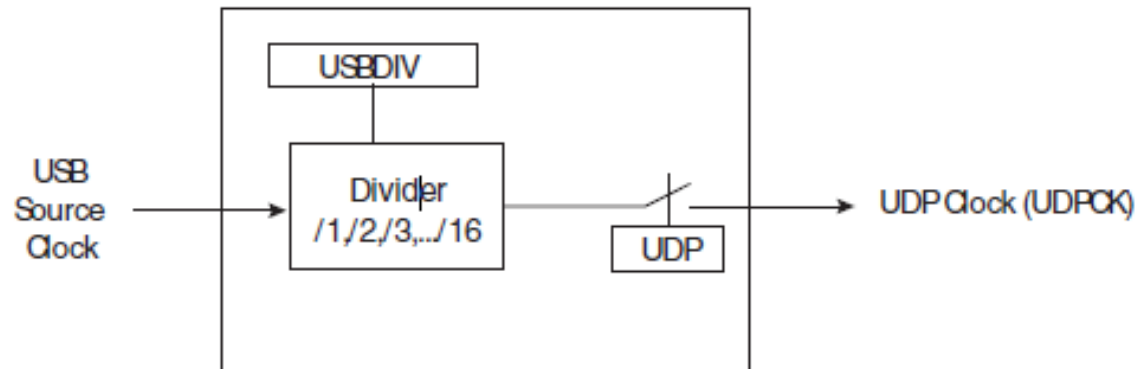 USBDIV
USB
Source
Clock
Divider
/1,/2,/3,.../16
UDP
UDP Clock (UDPCK)